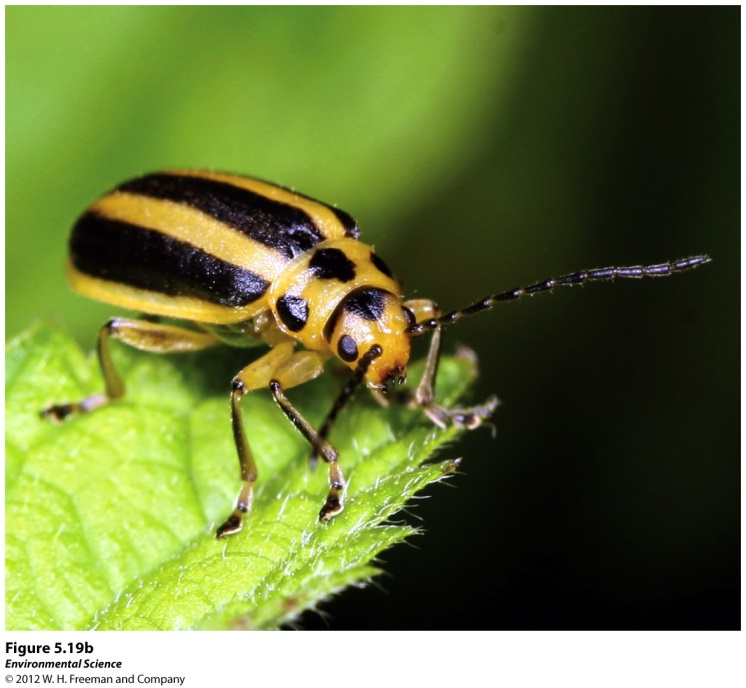 Figure 5.19b
Environmental Science
© 2012 W. H. Freeman and Company